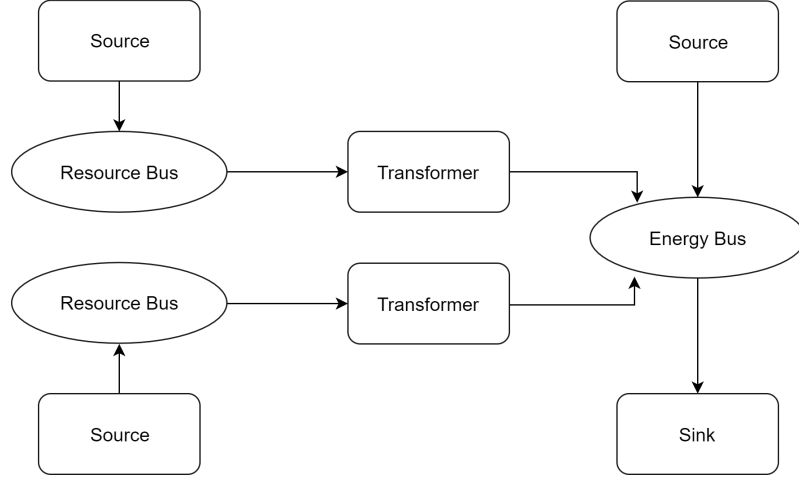 Source
Source
Resource Bus
Transformer
Energy Bus
Resource Bus
Transformer
Source
Sink